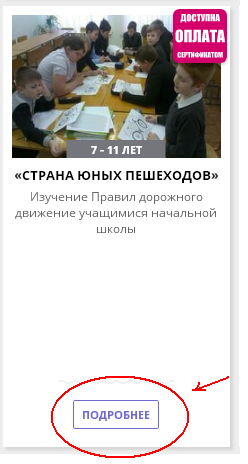 ДОСТУПНА
ОПЛАТА
СЕРТИФИКАТОМ
7 - 11 ЛЕТ
«СТРАНА ЮНЫХ ПЕШЕХОДОВ»
Изучение Правил дорожного
движение учащимися начальной
школы
ПОДРОБНЕЕ